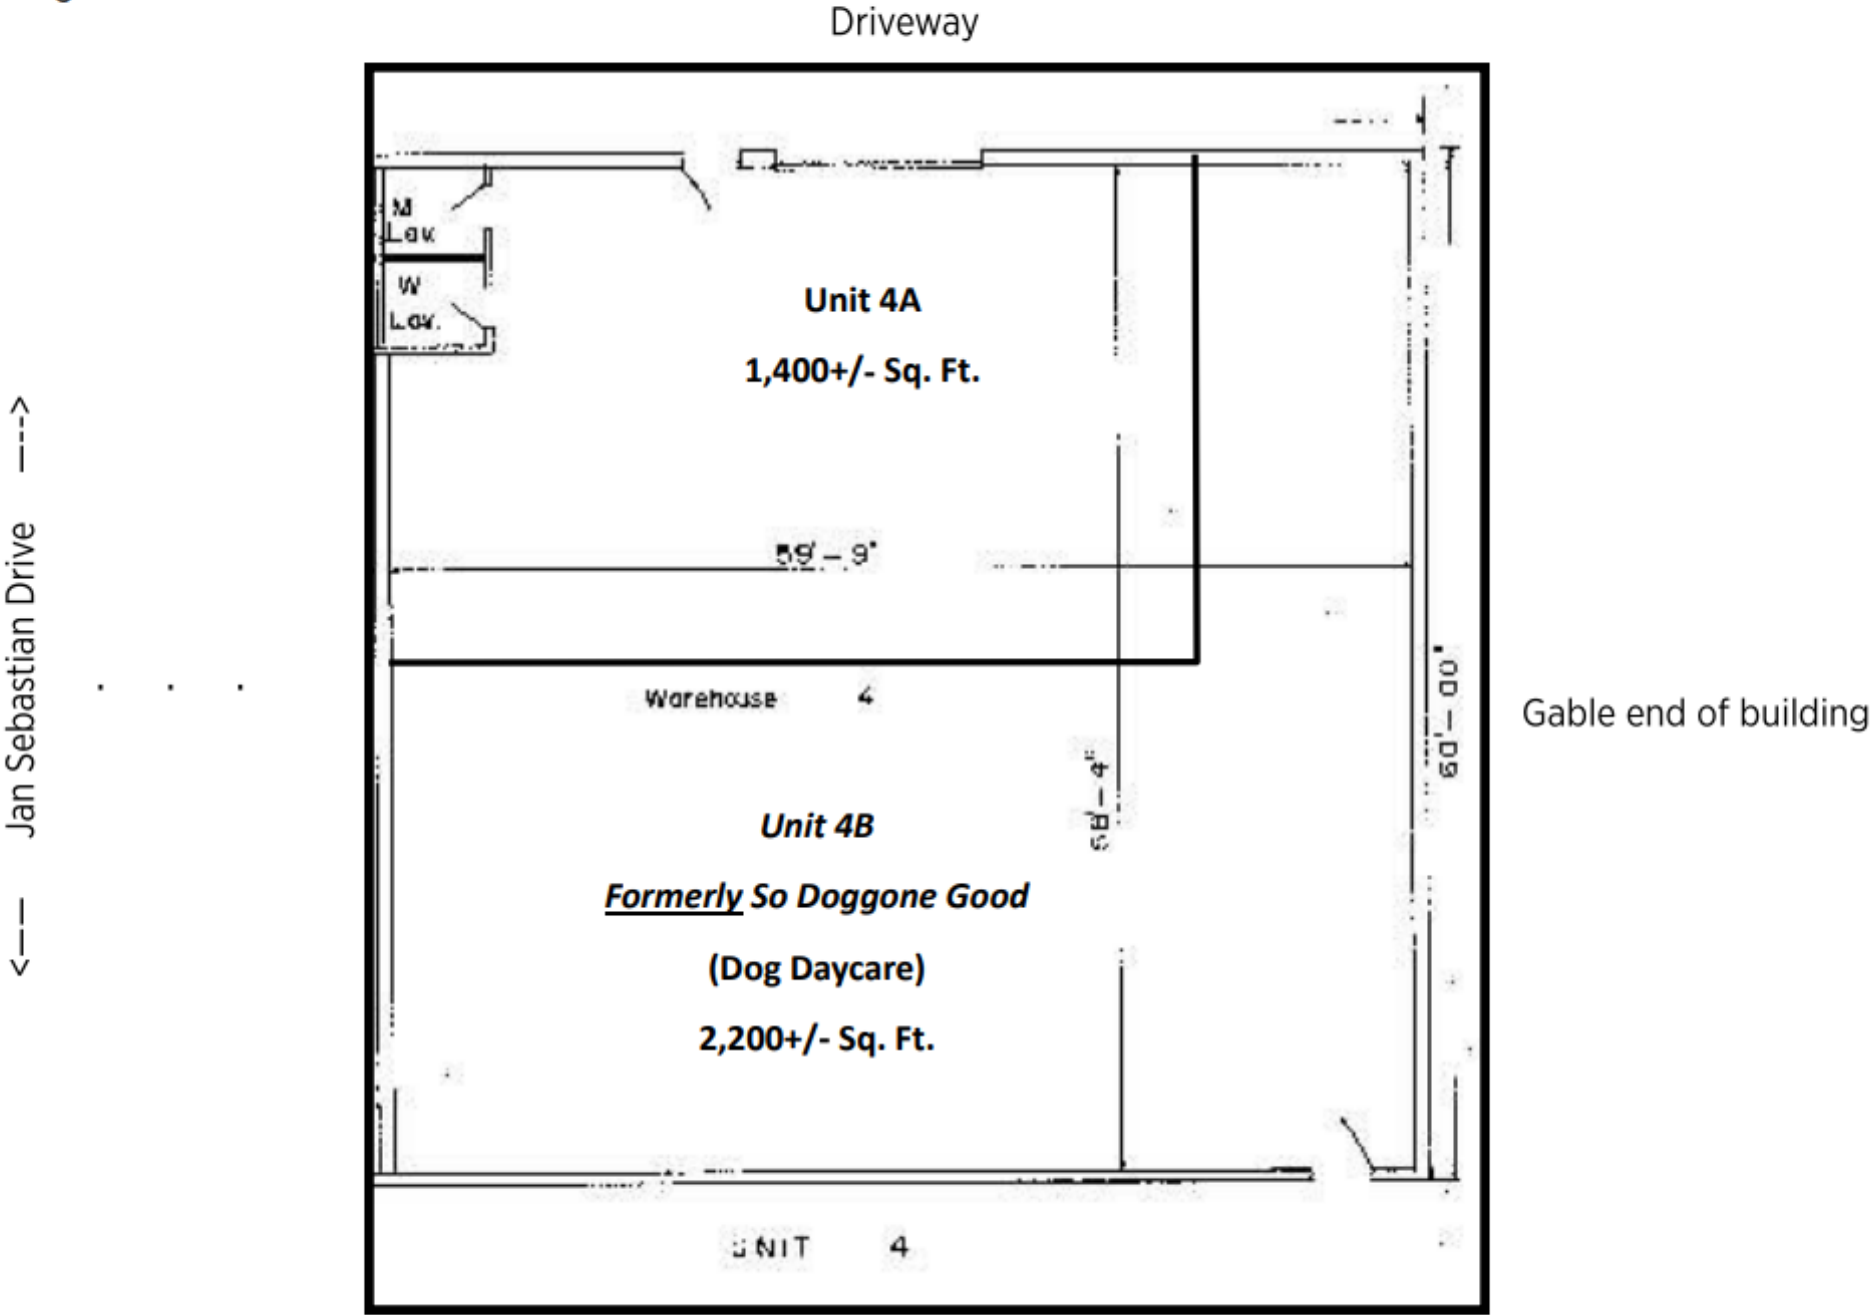 Driveway
M
Lav.
W
Lav.
Unit 4A
1,400+/- Sq. Ft.
59'-9"
<--—— Jan Sebastian Drive —--->
Warehouse 4
60'-00"
Gable end of building
Unit 4B
58'-4"
Formerly So Doggone Good
(Dog Daycare)
2,200+/- Sq. Ft.
UNIT 4